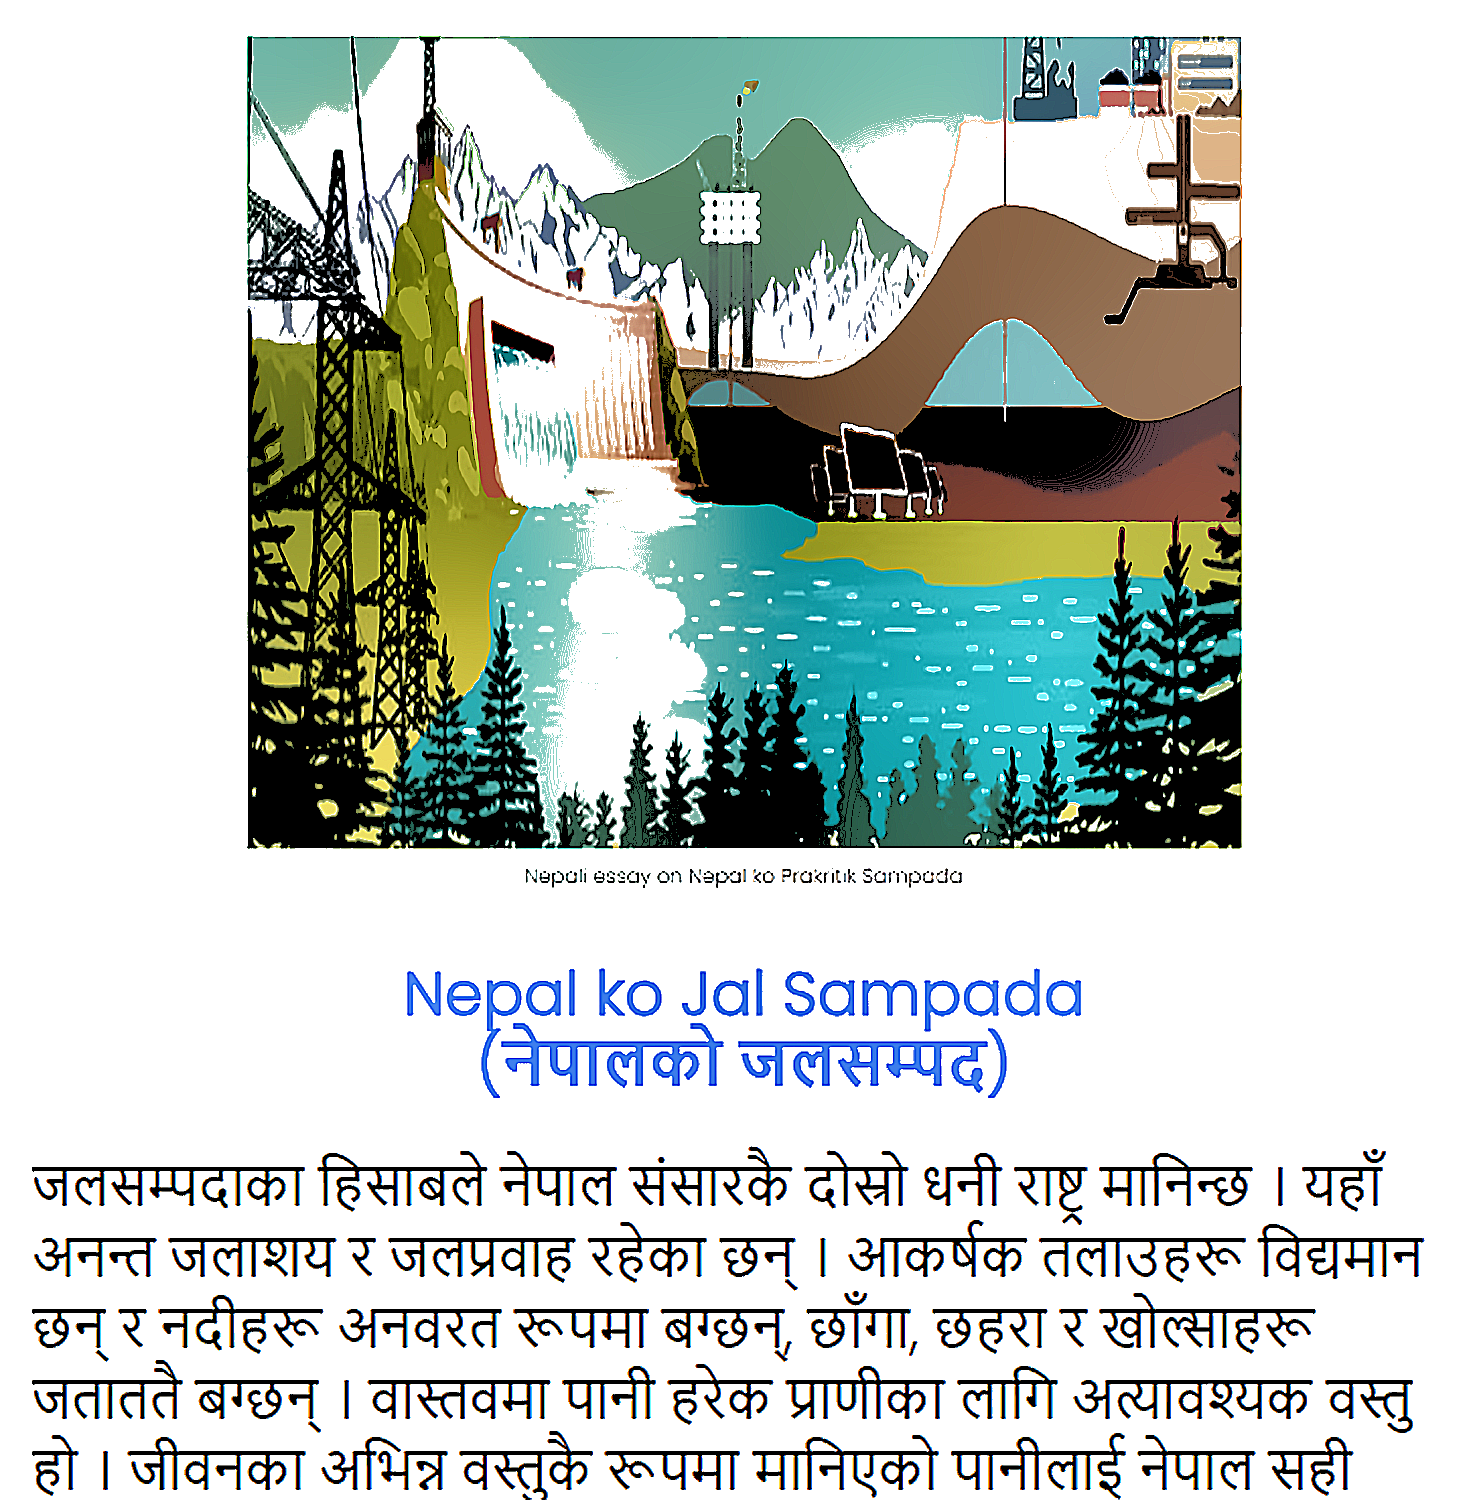 Nepali essay on Nepal ko Prakritik Sampada
Nepal ko Jal Sampada
(नेपालको जलसम्पद)
जलसम्पदाका हिसाबले नेपाल संसारकै दोस्रो धनी राष्ट्र मानिन्छ । यहाँ
अनन्त जलाशय र जलप्रवाह रहेका छन् । आकर्षक तलाउहरू विद्यमान
छन् र नदीहरू अनवरत रूपमा बग्छन्, छाँगा, छहरा र खोल्साहरू
जताततै बग्छन् । वास्तवमा पानी हरेक प्राणीका लागि अत्यावश्यक वस्तु
हो । जीवनका अभिन्न वस्तुकै रूपमा मानिएको पानीलाई नेपाल सही